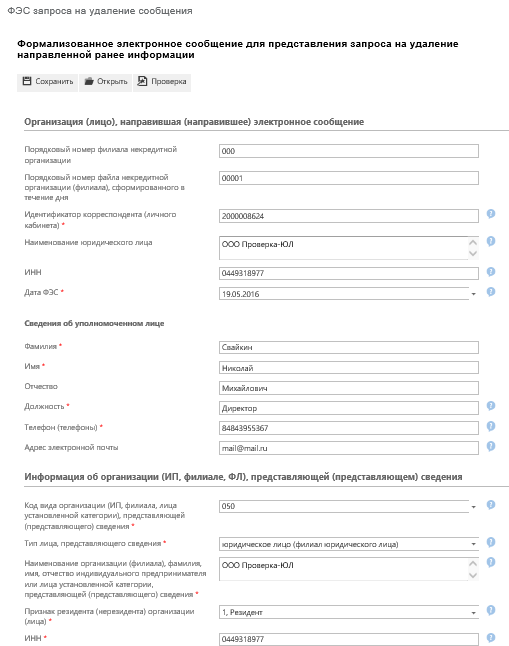 ФЭС запроса на удаление сообщения
Формализованное электронное сообщение для представления запроса на удаление
направленной ранее информации
Сохранить Открыть Проверка
Организация (лицо), направившая (направившее) электронное сообщение
Порядковый номер филиала некредитной
организации
000
Порядковый номер файла некредитной
организации (филиала), сформированного в
течение дня
00001
Идентификатор корреспондента (личного
кабинета) *
2000008624
Наименование юридического лица
ООО Проверка-ЮЛ
ИНН
0449318977
Дата ФЭС *
19.05.2016
Сведения об уполномоченном лице
Фамилия *
Свайкин
Имя *
Николай
Отчество
Михайлович
Должность *
Директор
Телефон (телефоны) *
84843955367
Адрес электронной почты
mail@mail.ru
Информация об организации (ИП, филиале, ФЛ), представляющей (представляющем) сведения
Код вида организации (ИП, филиала, лица
установленной категории), представляющей
(представляющего) сведения *
050
Тип лица, представляющего сведения *
юридическое лицо (филиал юридического лица)
Наименование организации (филиала), фамилия,
имя, отчество индивидуального предпринимателя
или лица установленной категории,
представляющей (представляющего) сведения *
ООО Проверка-ЮЛ
Признак резидента (нерезидента) организации
(лица) *
1, Резидент
ИНН *
0449318977